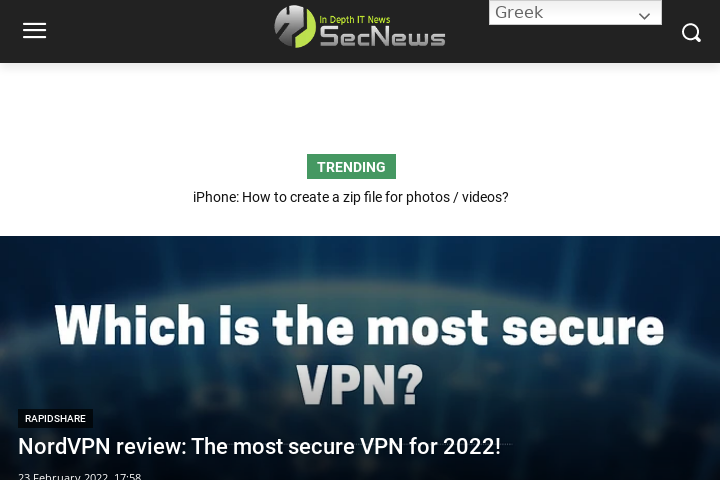 In Depth IT News
SecNews
Greek
TRENDING
iPhone: How to create a zip file for photos / videos?
Which is the most secure
VPN?
RAPIDSHARE
NordVPN review: The most secure VPN for 2022!
23 February 2022, 17:58